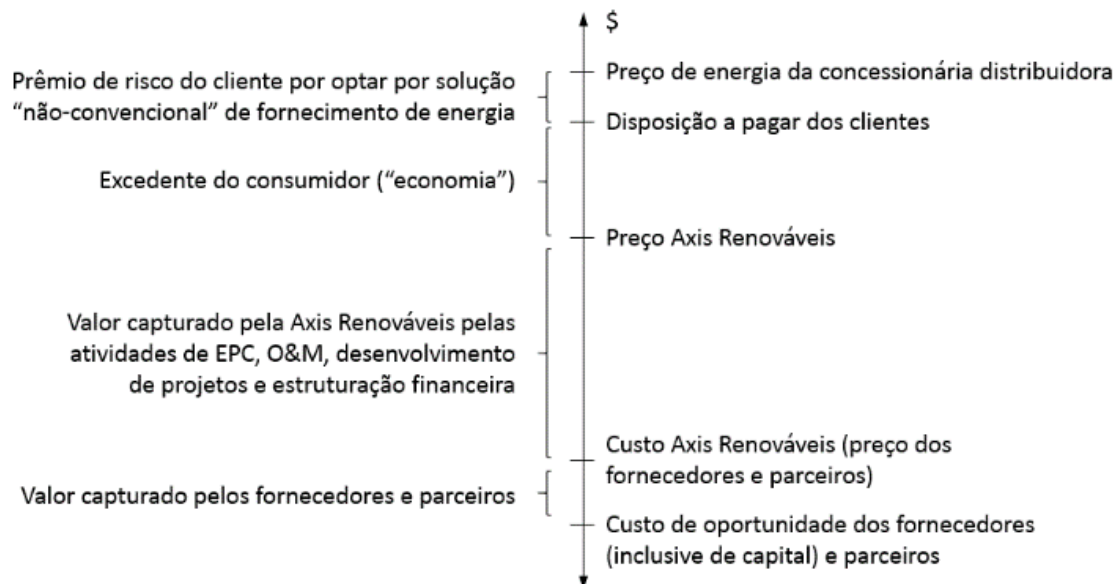 $
Preço de energia da concessionária distribuidora
Prêmio de risco do cliente por optar por solução
“não-convencional” de fornecimento de energia
Disposição a pagar dos clientes
Excedente do consumidor (“economia”)
Preço Axis Renováveis
Valor capturado pela Axis Renováveis pelas
atividades de EPC, O&M, desenvolvimento
de projetos e estruturação financeira
Custo Axis Renováveis (preço dos
fornecedores e parceiros)
Valor capturado pelos fornecedores e parceiros
Custo de oportunidade dos fornecedores
(inclusive de capital) e parceiros